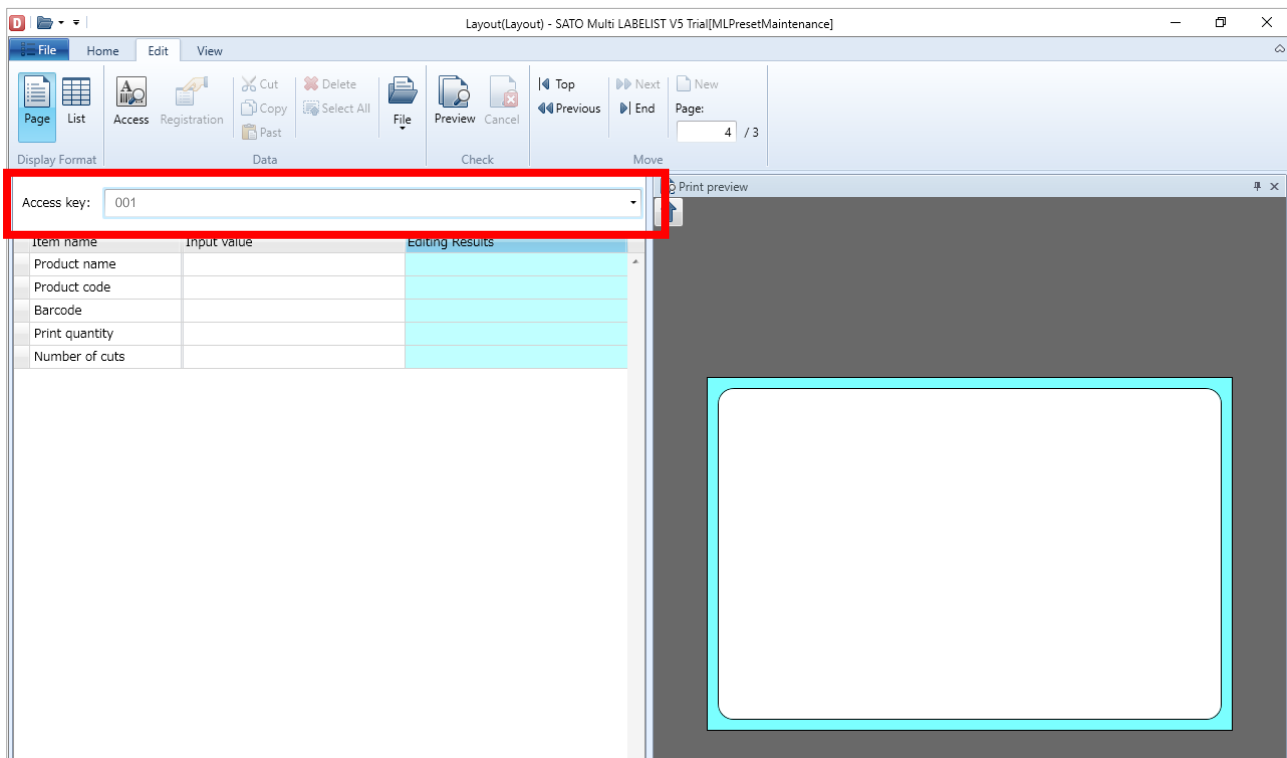 Layout(Layout) - SATO Multi LABELIST V5 Trial[MLPresetMaintenance]
File Home Edit View
Page List Access Registration Cut Copy Past Delete Select All File Preview Cancel Top Previous Next End New Page: 4 / 3
Display Format Data Check Move
Access key: 001
Print preview
Item name Input value Editing Results
Product name
Product code
Barcode
Print quantity
Number of cuts